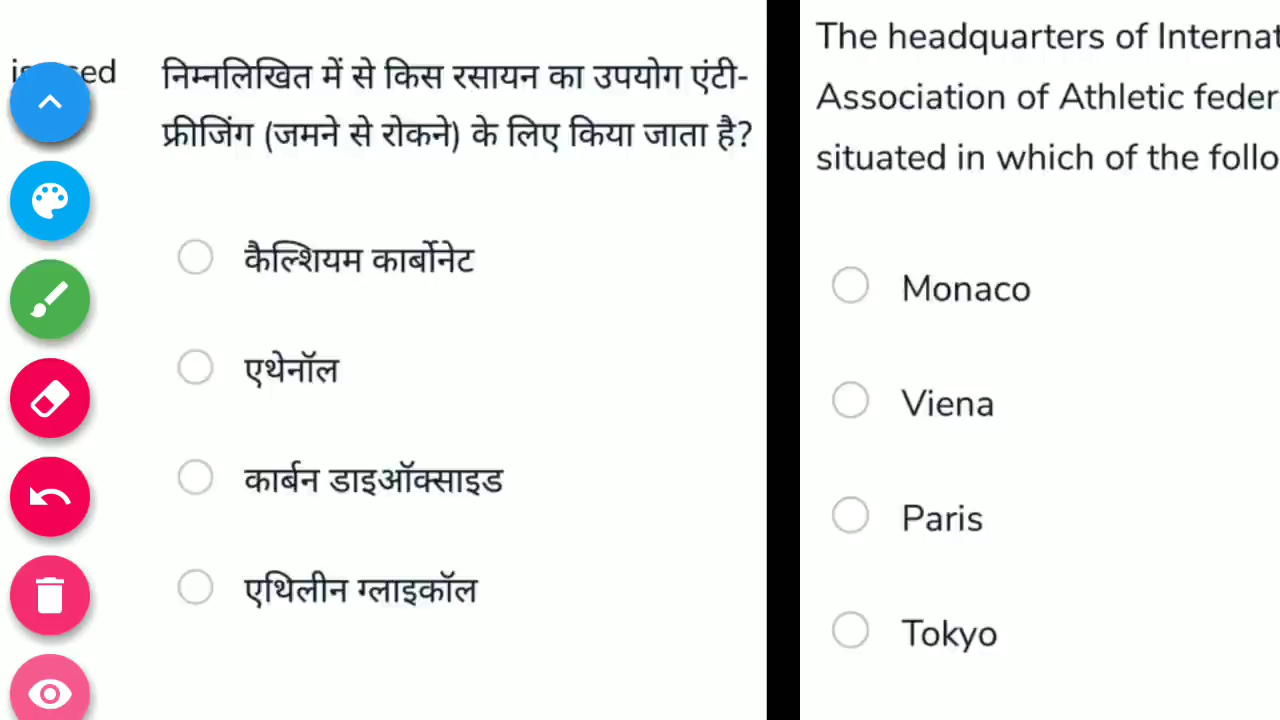 निम्नलिखित में से किस रसायन का उपयोग एंटी-
फ्रीजिंग (जमने से रोकने) के लिए किया जाता है?
कैल्शियम कार्बोनेट
एथेनॉल
कार्बन डाइऑक्साइड
एथिलीन ग्लाइकॉल
The headquarters of Internat
Association of Athletic feder
situated in which of the follo
Monaco
Viena
Paris
Tokyo